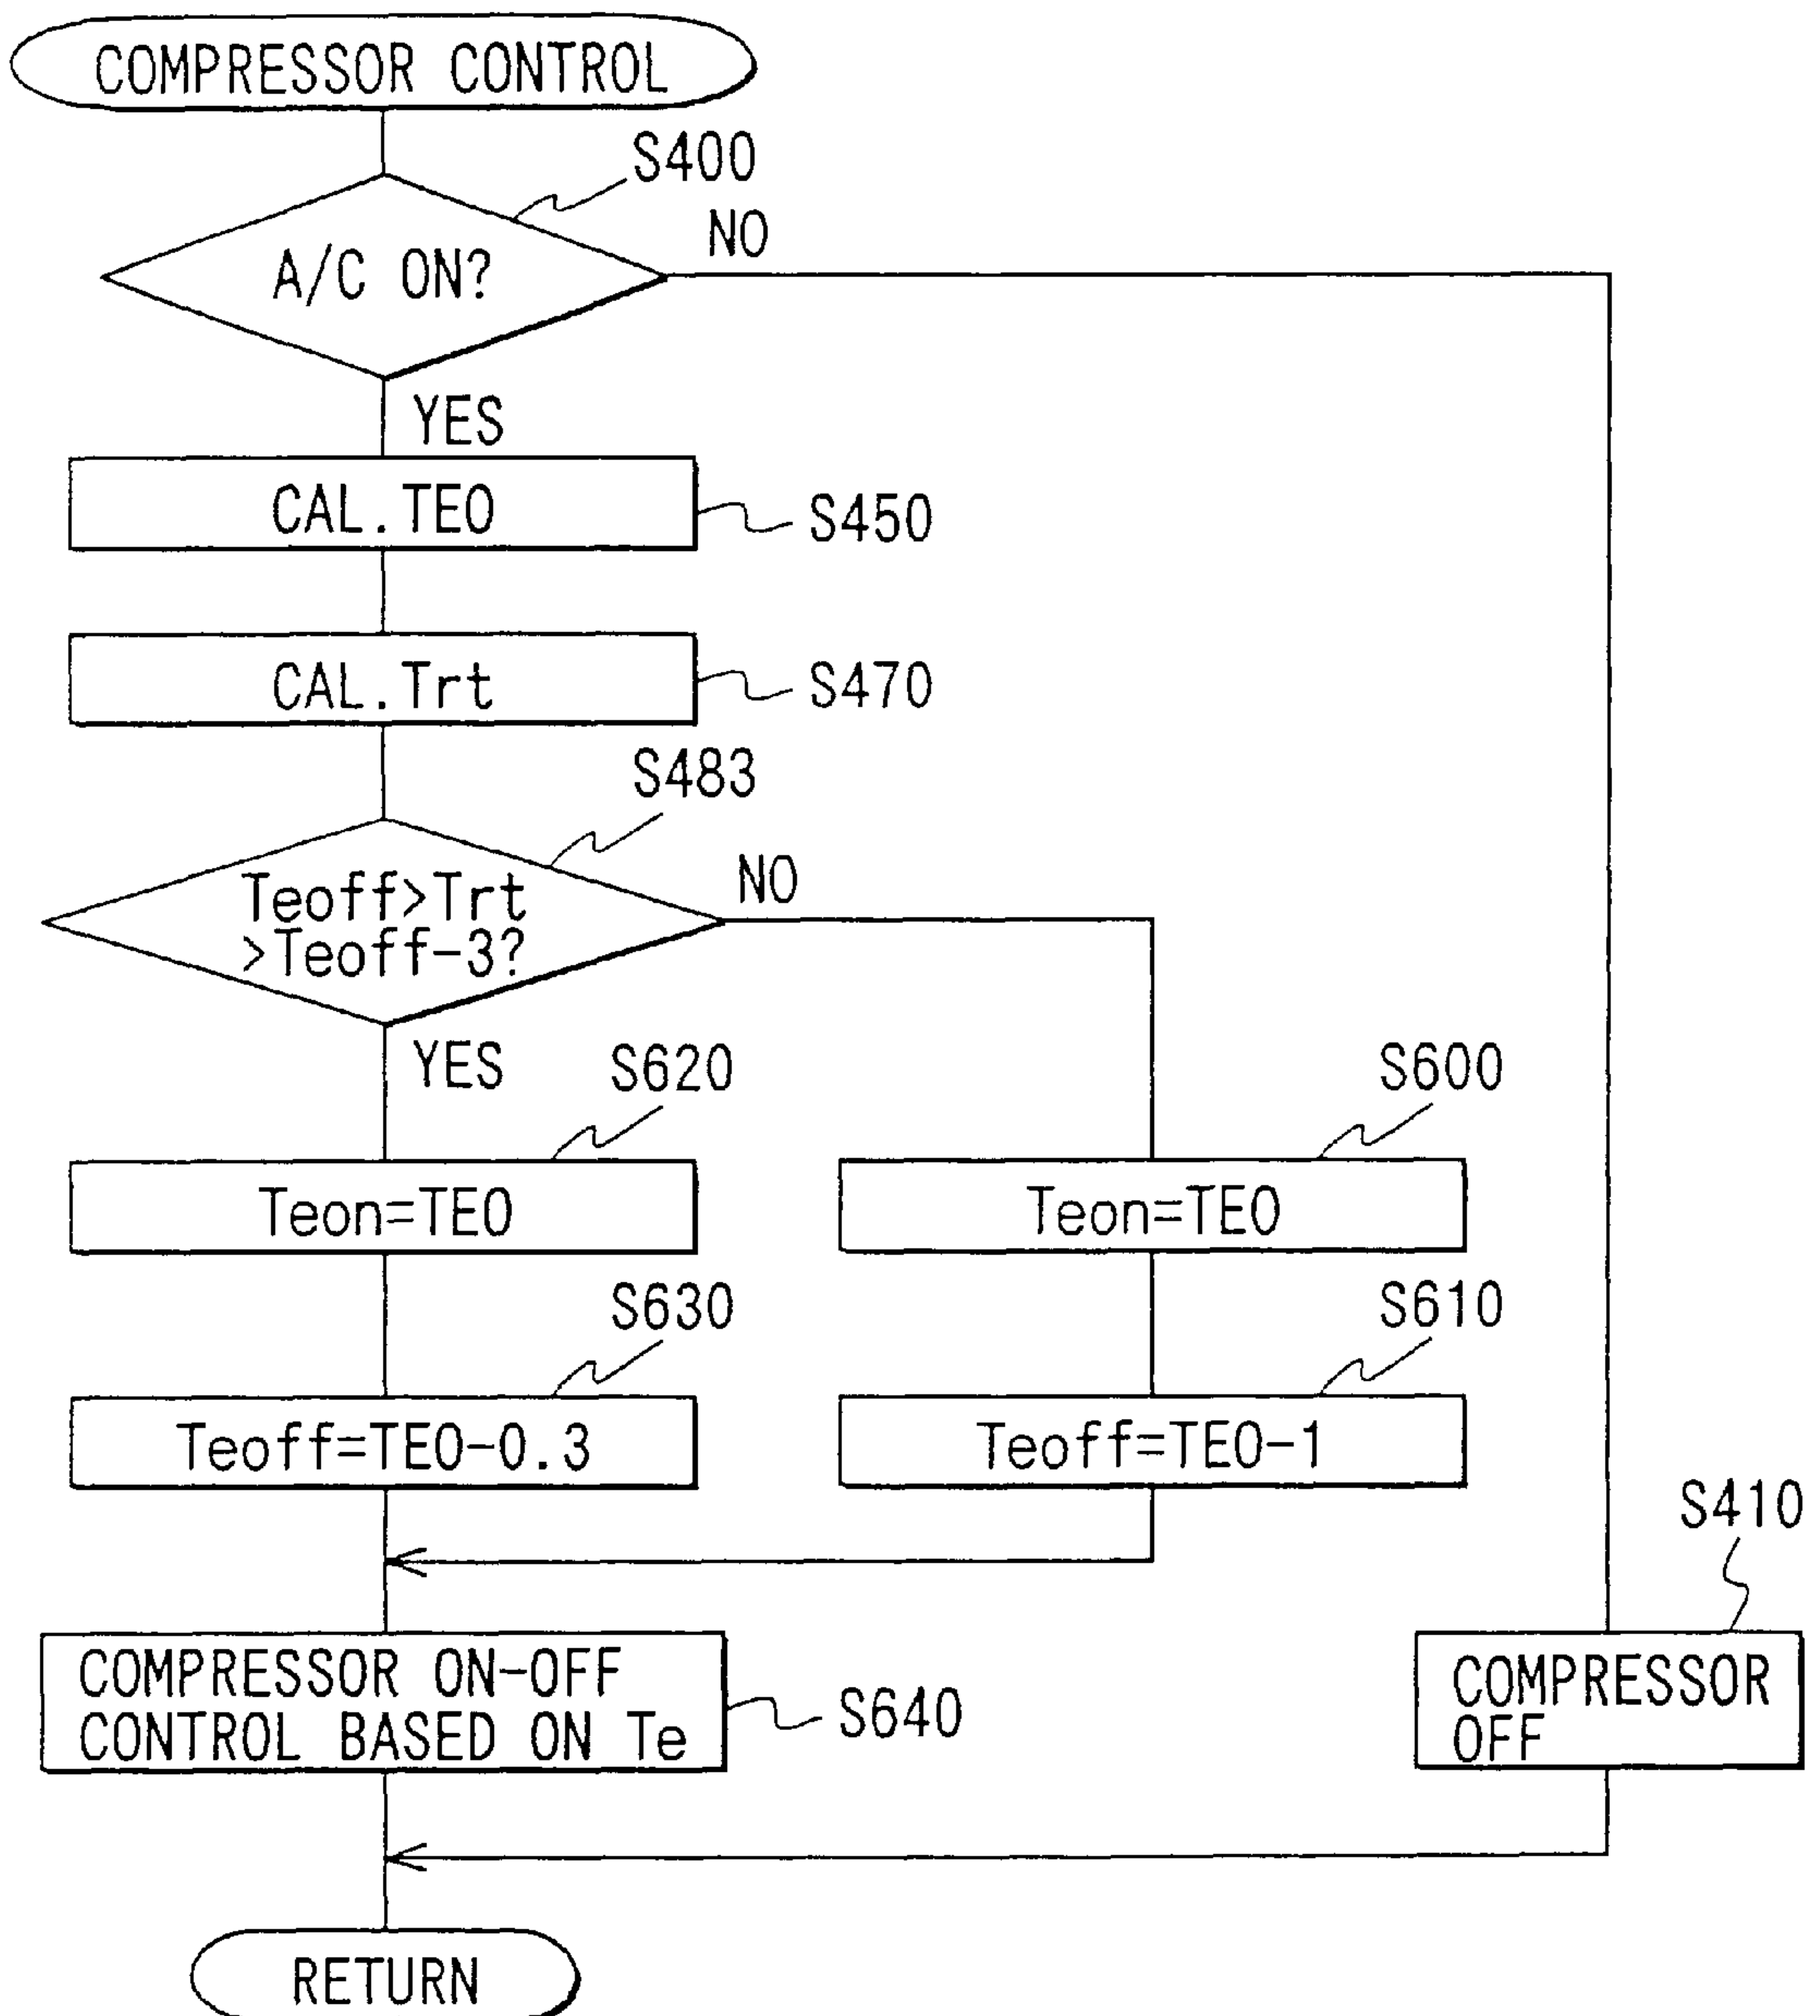 COMPRESSOR CONTROL
S400
A/C ON?
NO
YES
CAL.TEO
S450
CAL.Trt
S470
S483
Teoff>Trt
>Teoff-3?
NO
YES
S620
S600
Teon=TEO
Teon=TEO
S630
S610
Teoff=TEO-0.3
Teoff=TEO-1
S410
COMPRESSOR ON-OFF
CONTROL BASED ON Te
S640
COMPRESSOR
OFF
RETURN